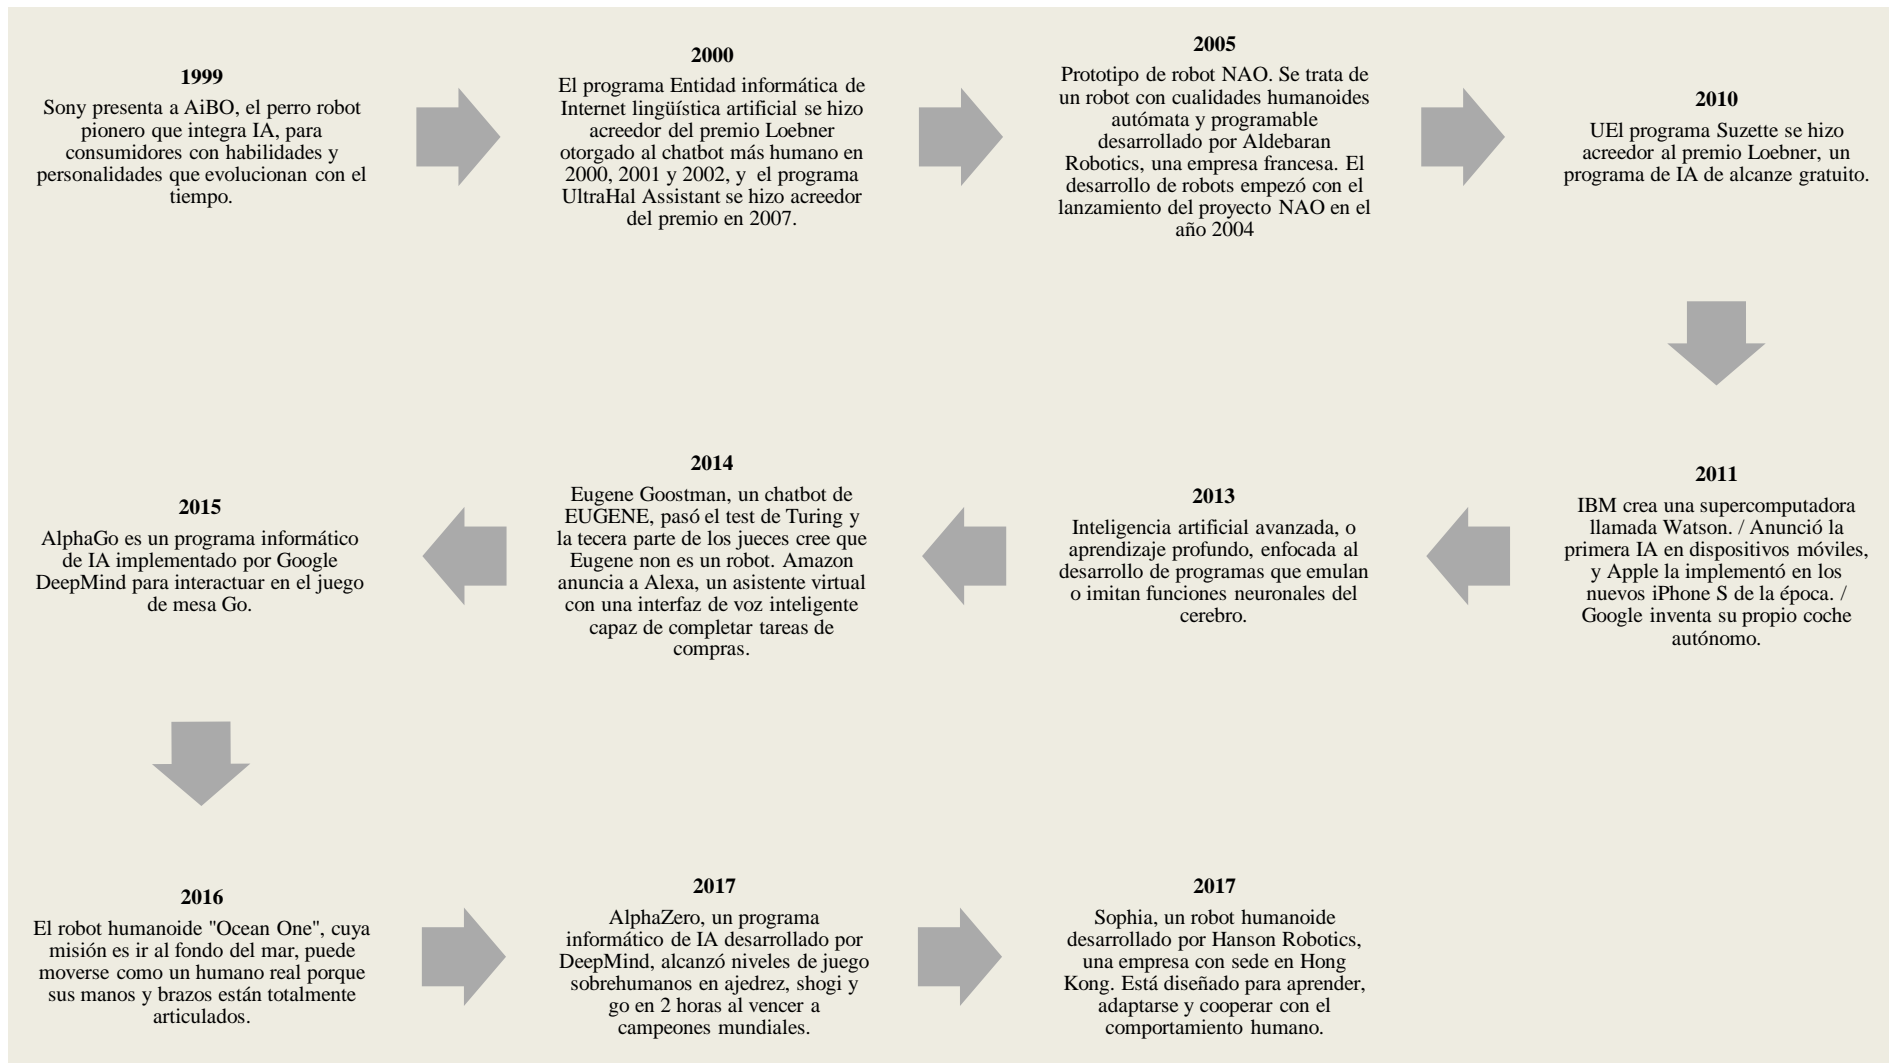 1999
Sony presenta a AiBO, el perro robot
pionero que integra IA, para
consumidores con habilidades y
personalidades que evolucionan con el
tiempo.
2000
El programa Entidad informática de
Internet lingüística artificial se hizo
acreedor del premio Loebner
otorgado al chatbot más humano en
2000, 2001 y 2002, y el programa
UltraHal Assistant se hizo acreedor
del premio en 2007.
2005
Prototipo de robot NAO. Se trata de
un robot con cualidades humanoides
autómata y programable
desarrollado por Aldebaran
Robotics, una empresa francesa. El
desarrollo de robots empezó con el
lanzamiento del proyecto NAO en el
año 2004
2010
UEl programa Suzette se hizo
acreedor al premio Loebner, un
programa de IA de alcanze gratuito.
2011
IBM crea una supercomputadora
llamada Watson. / Anunció la
primera IA en dispositivos móviles,
y Apple la implementó en los
nuevos iPhone S de la época. /
Google inventa su propio coche
autónomo.
2013
Inteligencia artificial avanzada, o
aprendizaje profundo, enfocada al
desarrollo de programas que emulan
o imitan funciones neuronales del
cerebro.
2014
Eugene Goostman, un chatbot de
EUGENE, pasó el test de Turing y
la tecera parte de los jueces cree que
Eugene non es un robot. Amazon
anuncia a Alexa, un asistente virtual
con una interfaz de voz inteligente
capaz de completar tareas de
compras.
2015
AlphaGo es un programa informático
de IA implementado por Google
DeepMind para interactuar en el juego
de mesa Go.
2016
El robot humanoide "Ocean One", cuya
misión es ir al fondo del mar, puede
moverse como un humano real porque
sus manos y brazos están totalmente
articulados.
2017
AlphaZero, un programa
informático de IA desarrollado por
DeepMind, alcanzó niveles de juego
sobrehumanos en ajedrez, shogi y
go en 2 horas al vencer a
campeones mundiales.
2017
Sophia, un robot humanoide
desarrollado por Hanson Robotics,
una empresa con sede en Hong
Kong. Está diseñado para aprender,
adaptarse y cooperar con el
comportamiento humano.